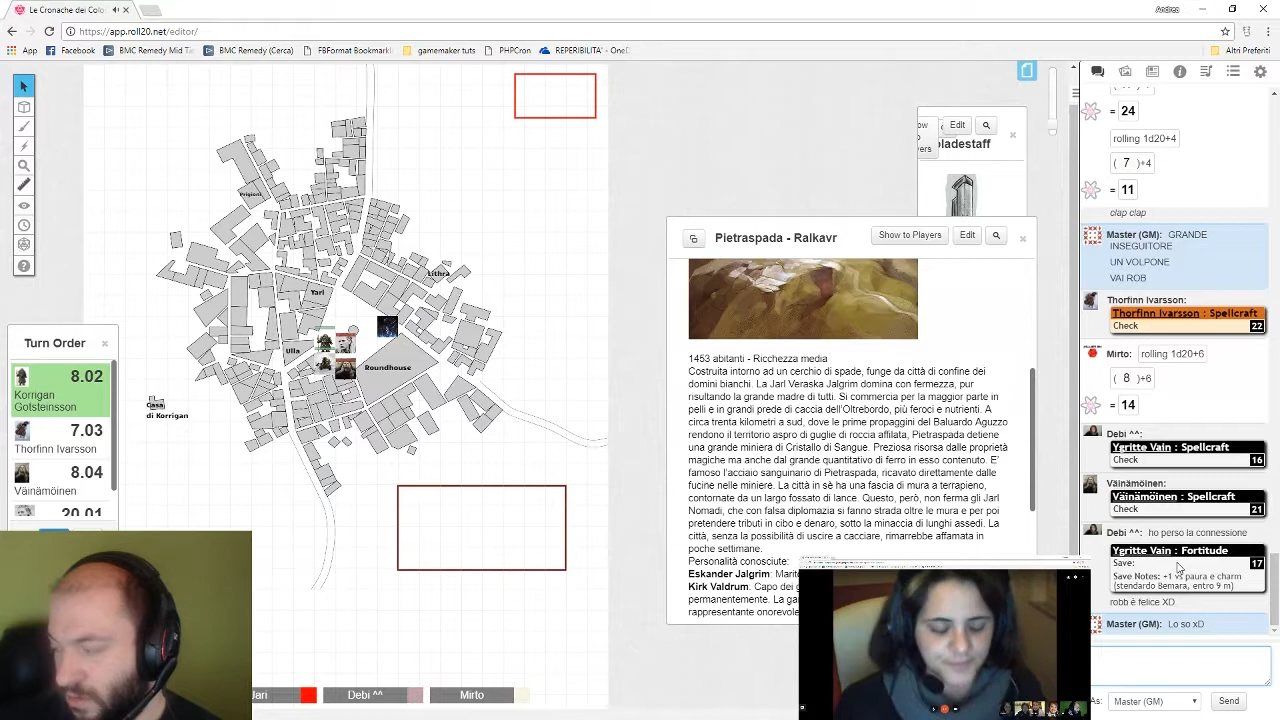 Le Cronache dei Colo
Andrea
https://app.roll20.net/editor/
App
Facebook
BMC Remedy Mid Tie
BMC Remedy (Cerca)
FBFormat Bookmarkl
gamemaker tuts
PHPCron
REPERIBILITA' - OneD
Altri Preferiti
Prigioni
Lithra
Tari
Ulla
Roundhouse
Casa
di Korrigan
Turn Order
8.02
Korrigan
Gotsteinsson
7.03
Thorfinn Ivarsson
8.04
Väinämöinen
20.01
Edit
oladestaff
Pietraspada - Ralkavr
Show to Players
Edit
1453 abitanti - Ricchezza media
Costruita intorno ad un cerchio di spade, funge da città di confine dei
domini bianchi. La Jarl Veraska Jalgrim domina con fermezza, pur
risultando la grande madre di tutti. Si commercia per la maggior parte in
pelli e in grandi prede di caccia dell'Oltrebordo, più feroci e nutrienti. A
circa trenta kilometri a sud, dove le prime propaggini del Baluardo Aguzzo
rendono il territorio aspro di guglie di roccia affilata, Pietraspada detiene
una grande miniera di Cristallo di Sangue. Preziosa risorsa dalle proprietà
magiche ma anche dal grande quantitativo di ferro in esso contenuto. E'
famoso l'acciaio sanguinario di Pietraspada, ricavato direttamente dalle
fucine nelle miniere. La città in sè ha una fascia di mura a terrapieno,
contornate da un largo fossato di lance. Questo, però, non ferma gli Jarl
Nomadi, che con falsa diplomazia si fanno strada oltre le mura e per poi
pretendere tributi in cibo e denaro, sotto la minaccia di lunghi assedi. La
città, senza la possibilità di uscire a cacciare, rimarrebbe affamata in
poche settimane.
Personalità conosciute:
Eskander Jalgrim:
Kirk Valdrum: Capo dei
permanentemente. La
rappresentante onorevol
= 24
rolling 1d20+4
( 7 )+4
= 11
clap clap
Master (GM): GRANDE
INSEGUITORE
UN VOLPONE
VAI ROB
Thorfinn Ivarsson:
Thorfinn Ivarsson : Spellcraft
Check 22
Mirto: rolling 1d20+6
( 8 )+6
= 14
Debi ^^:
Ygritte Vain : Spellcraft
Check 16
Väinämöinen:
Väinämöinen : Spellcraft
Check 21
Debi ^^: ho perso la connessione
Ygritte Vain : Fortitude
Save: 17
Save Notes: +1 vs paura e charm
(stendardo Bemara, entro 9 m)
robb è felice XD
Master (GM): Lo so xD
As: Master (GM)
Send
Jari
Debi ^^
Mirto